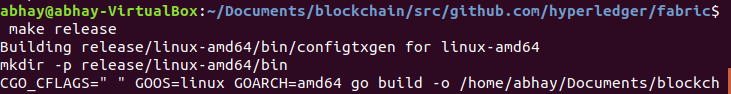 abhay@abhay-VirtualBox:~/Documents/blockchain/src/github.com/hyperledger/fabric$
make release
Building release/linux-amd64/bin/configtxgen for linux-amd64
mkdir -p release/linux-amd64/bin
CGO_CFLAGS=" " GOOS=linux GOARCH=amd64 go build -o /home/abhay/Documents/blockch